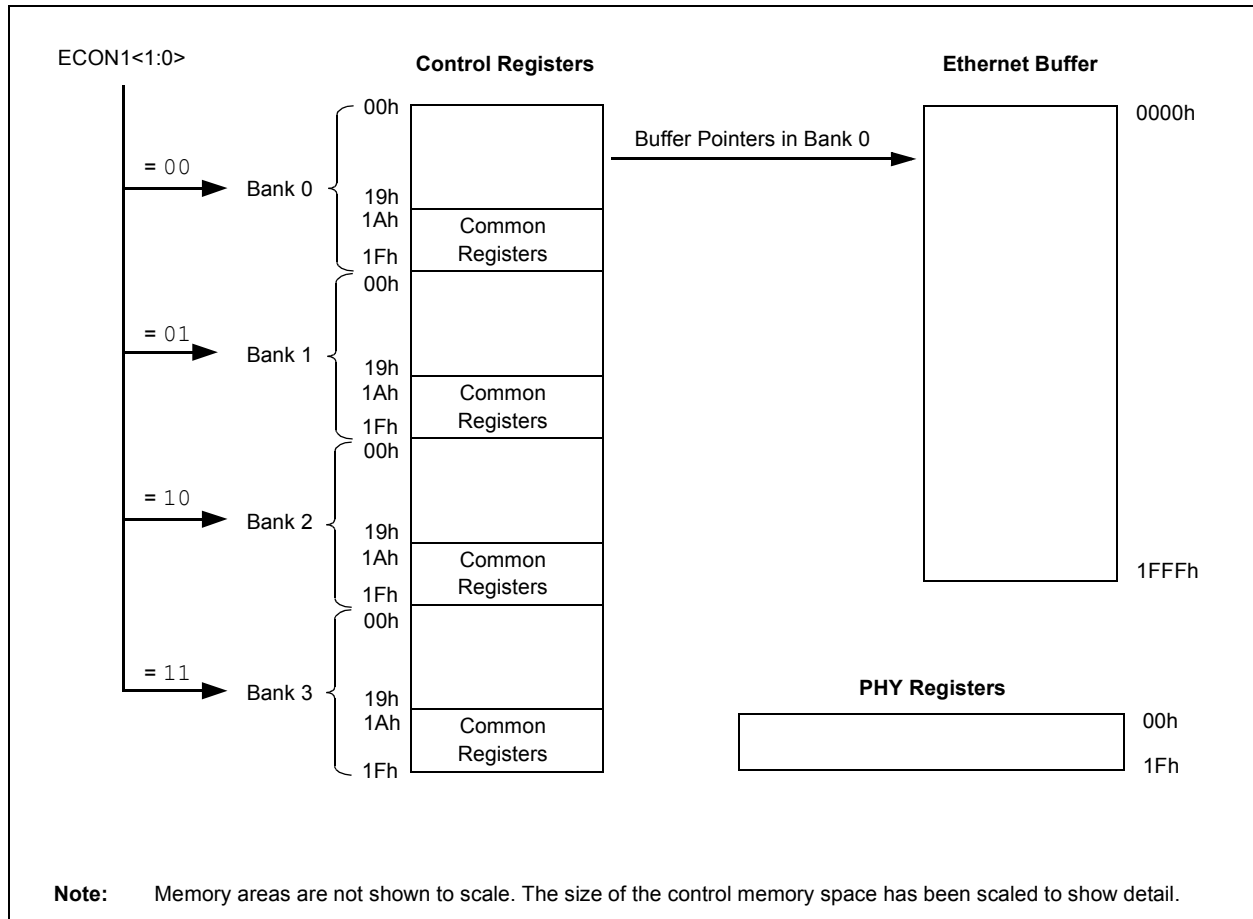 ECON1<1:0>
Control Registers
Ethernet Buffer
00h
0000h
Buffer Pointers in Bank 0
= 00
Bank 0
19h
1Ah
Common
Registers
1Fh
00h
= 01
Bank 1
19h
1Ah
Common
Registers
1Fh
00h
= 10
Bank 2
19h
1Ah
Common
Registers
1Fh
1FFFh
00h
= 11
Bank 3
19h
1Ah
Common
Registers
1Fh
PHY Registers
00h
1Fh
Note: Memory areas are not shown to scale. The size of the control memory space has been scaled to show detail.